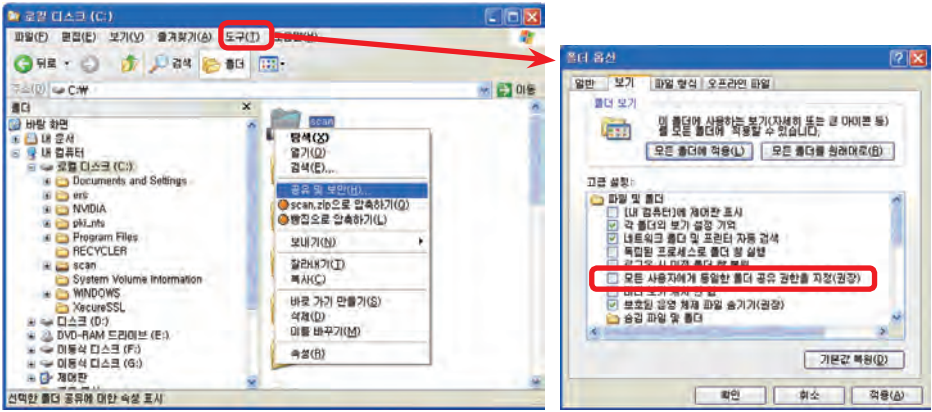 로컬 디스크 (C:)
파일(F) 편집(E) 보기(V) 즐겨찾기(A) 도구(T) 도움말(H)
뒤로 검색 폴더
주소(D) C:\ 이동
폴더
바탕 화면
내 문서
내 컴퓨터
로컬 디스크 (C:)
Documents and Settings
ers
NVIDIA
pki_nts
Program Files
RECYCLER
scan
System Volume Information
WINDOWS
XecureSSL
디스크 (D:)
DVD-RAM 드라이브 (E:)
이동식 디스크 (F:)
이동식 디스크 (G:)
제어판
scan
탐색(X)
열기(O)
검색(E)...
공유 및 보안(H)...
scan.zip으로 압축하기(Q)
빵집으로 압축하기(L)
보내기(N)
잘라내기(T)
복사(C)
바로 가기 만들기(S)
삭제(D)
이름 바꾸기(M)
속성(R)
선택한 폴더 공유에 대한 속성 표시
폴더 옵션
일반 보기 파일 형식 오프라인 파일
폴더 보기
이 폴더에 사용하는 보기(자세히 또는 큰 아이콘 등)
를 모든 폴더에 적용할 수 있습니다.
모든 폴더에 적용(L) 모든 폴더를 원래대로(R)
고급 설정:
파일 및 폴더
[내 컴퓨터]에 제어판 표시
각 폴더의 보기 설정 기억
네트워크 폴더 및 프린터 자동 검색
독립된 프로세스로 폴더 창 실행
모든 사용자에게 동일한 폴더 공유 권한을 지정(권장)
보호된 운영 체제 파일 숨기기(권장)
숨김 파일 및 폴더
기본값 복원(D)
확인 취소 적용(A)